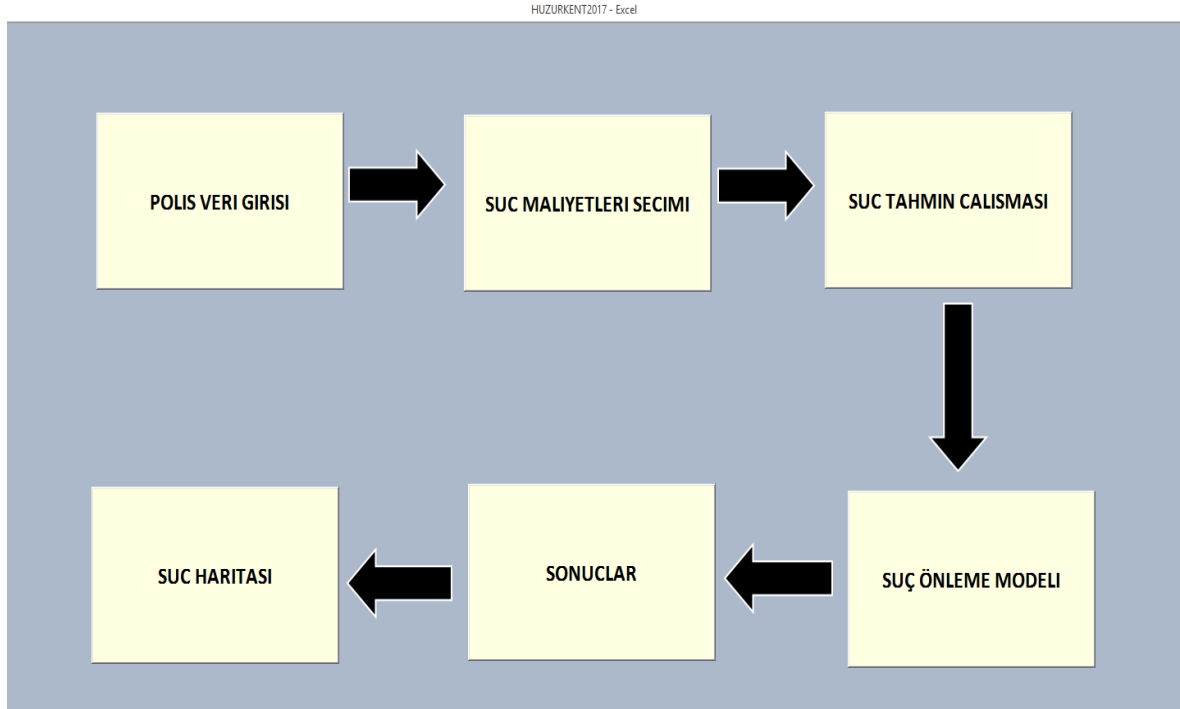 HUZURKENT2017 - Excel
POLIS VERI GIRISI
SUC MALIYETLERI SECIMI
SUC TAHMIN CALISMASI
SUÇ ÖNLEME MODELI
SONUCLAR
SUC HARITASI